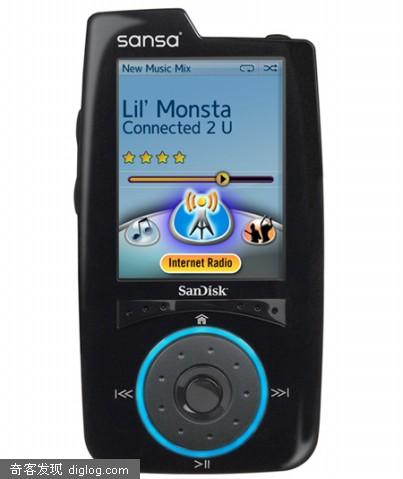 sansa
New Music Mix
Lil' Monsta
Connected 2 U
Internet Radio
SanDisk
奇客发现 diglog.com